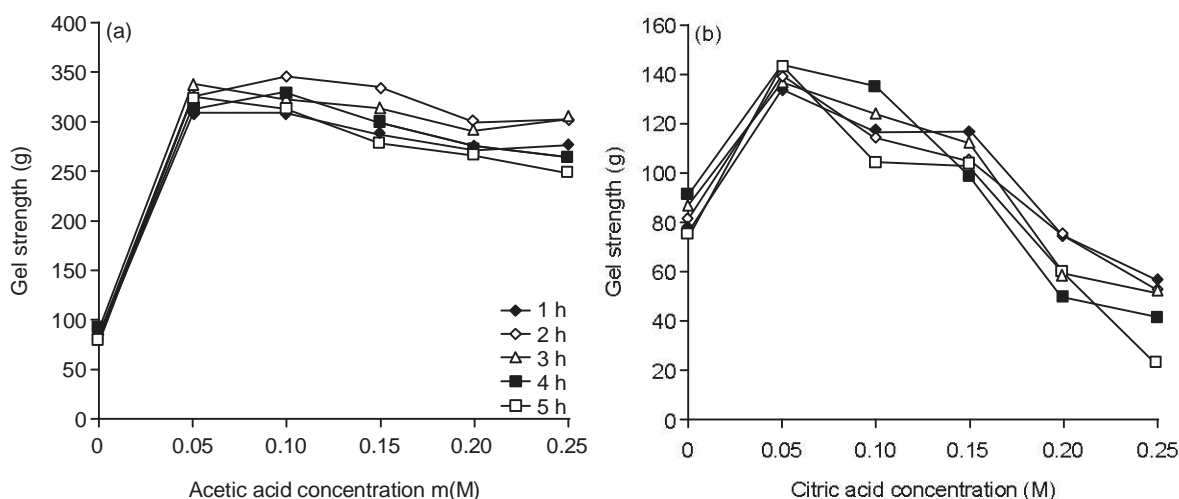 (a)
400
350
300
250
200
150
100
50
0
Gel strength (g)
1 h
2 h
3 h
4 h
5 h
0 0.05 0.10 0.15 0.20 0.25
Acetic acid concentration m(M)
(b)
160
140
120
100
80
60
40
20
0
Gel strength (g)
0 0.05 0.10 0.15 0.20 0.25
Citric acid concentration (M)